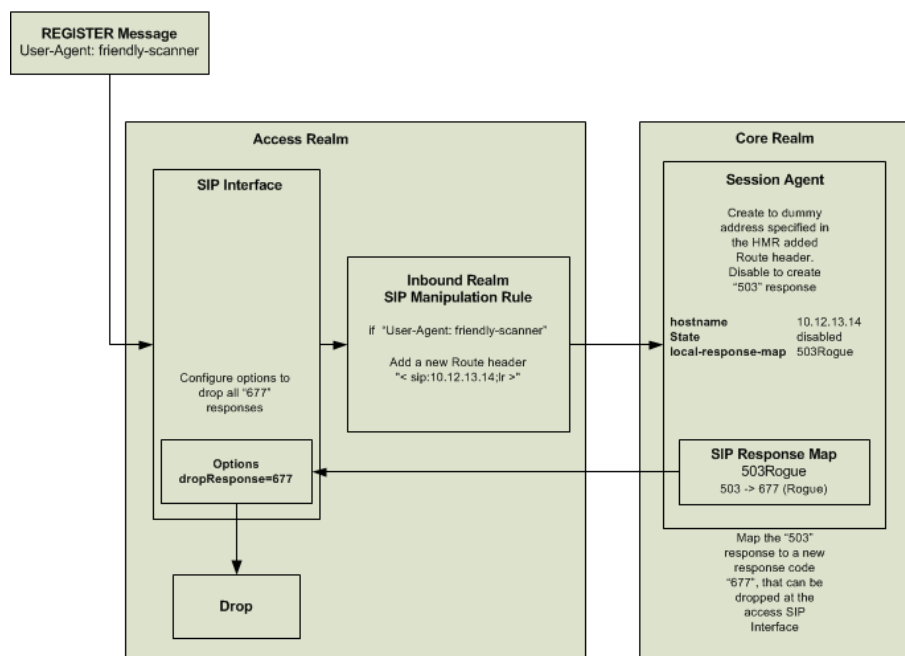 REGISTER Message
User-Agent: friendly-scanner
Access Realm
SIP Interface
Configure options to
drop all “677”
responses
Options
dropResponse=677
Drop
Inbound Realm
SIP Manipulation Rule
if “User-Agent: friendly-scanner”
Add a new Route header
"< sip:10.12.13.14;lr >"
Core Realm
Session Agent
Create to dummy
address specified in
the HMR added
Route header.
Disable to create
“503” response
hostname 10.12.13.14
State disabled
local-response-map 503Rogue
SIP Response Map
503Rogue
503 -> 677 (Rogue)
Map the “503”
response to a new
response code
“677”, that can be
dropped at the
access SIP
Interface